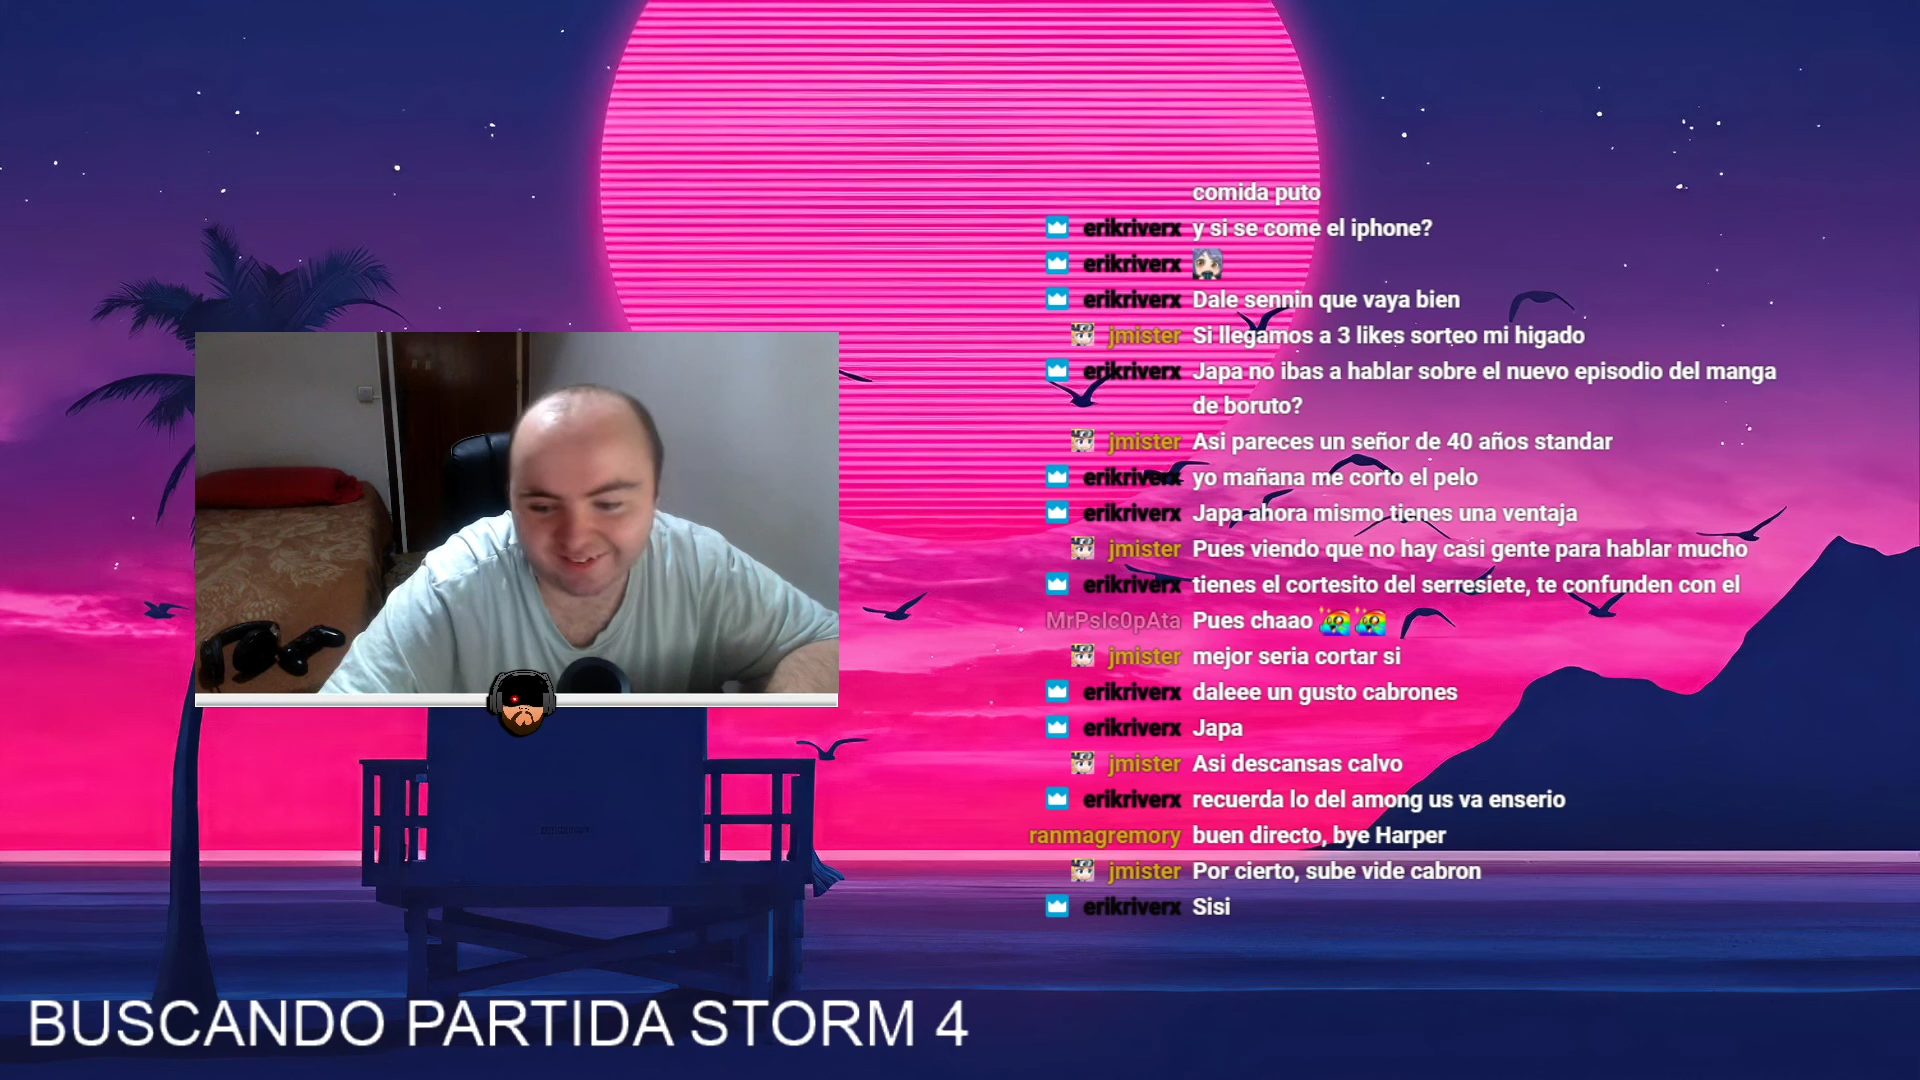 comida puto
erikriverx y si se come el iphone?
erikriverx
erikriverx Dale sennin que vaya bien
jmister Si llegamos a 3 likes sorteo mi higado
erikriverx Japa no ibas a hablar sobre el nuevo episodio del manga
de boruto?
jmister Asi pareces un señor de 40 años standar
erikriverx yo mañana me corto el pelo
erikriverx Japa ahora mismo tienes una ventaja
jmister Pues viendo que no hay casi gente para hablar mucho
erikriverx tienes el cortesito del serresiete, te confunden con el
MrPsIc0pAta Pues chaao
jmister mejor seria cortar si
erikriverx daleee un gusto cabrones
erikriverx Japa
jmister Asi descansas calvo
erikriverx recuerda lo del among us va enserio
ranmagremory buen directo, bye Harper
jmister Por cierto, sube vide cabron
erikriverx Sisi
BUSCANDO PARTIDA STORM 4